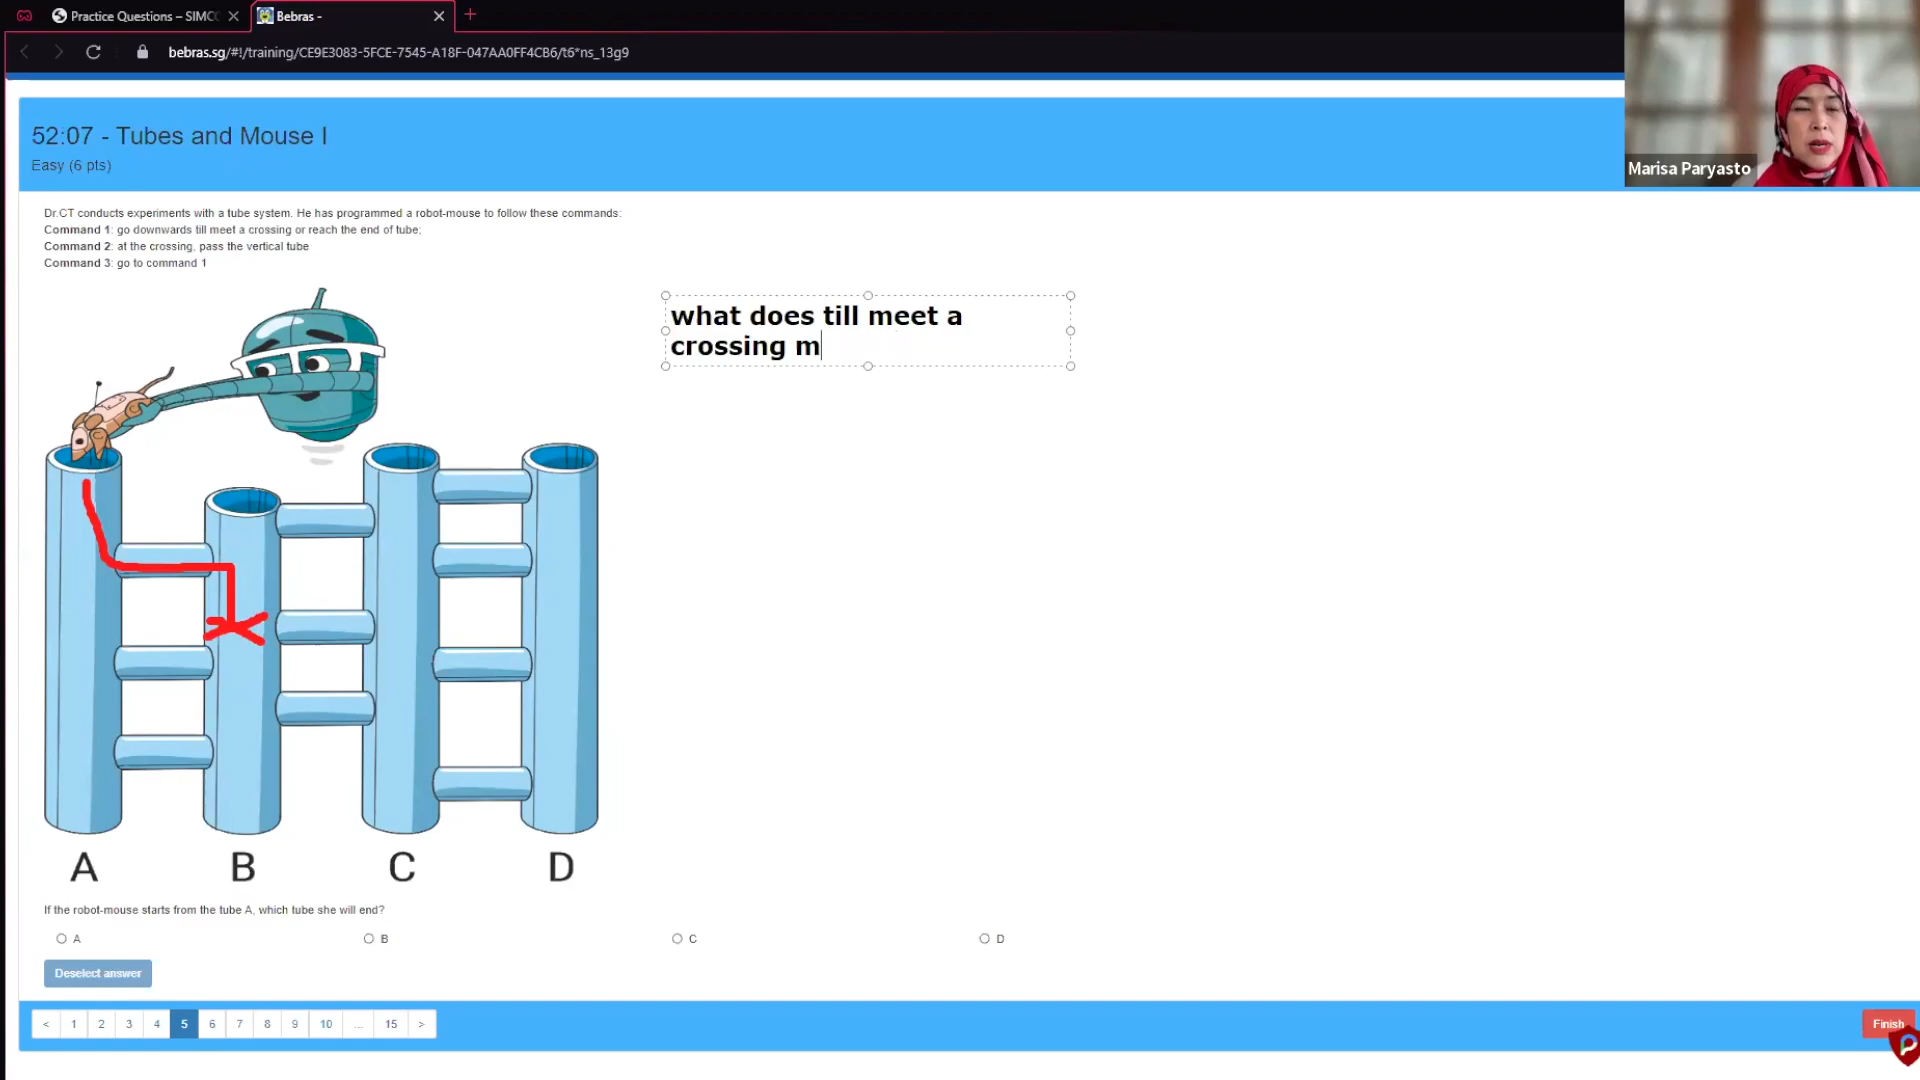 Practice Questions – SIMCC
Bebras -
bebras.sg/#!/training/CE9E3083-5FCE-7545-A18F-047AA0FF4CB6/t6*ns_13g9
Marisa Paryasto
52:07 - Tubes and Mouse I
Easy (6 pts)
Dr.CT conducts experiments with a tube system. He has programmed a robot-mouse to follow these commands:
Command 1: go downwards till meet a crossing or reach the end of tube;
Command 2: at the crossing, pass the vertical tube
Command 3: go to command 1
what does till meet a
crossing m
A B C D
If the robot-mouse starts from the tube A, which tube she will end?
A B C D
Deselect answer
< 1 2 3 4 5 6 7 8 9 10 ... 15 >
Finish